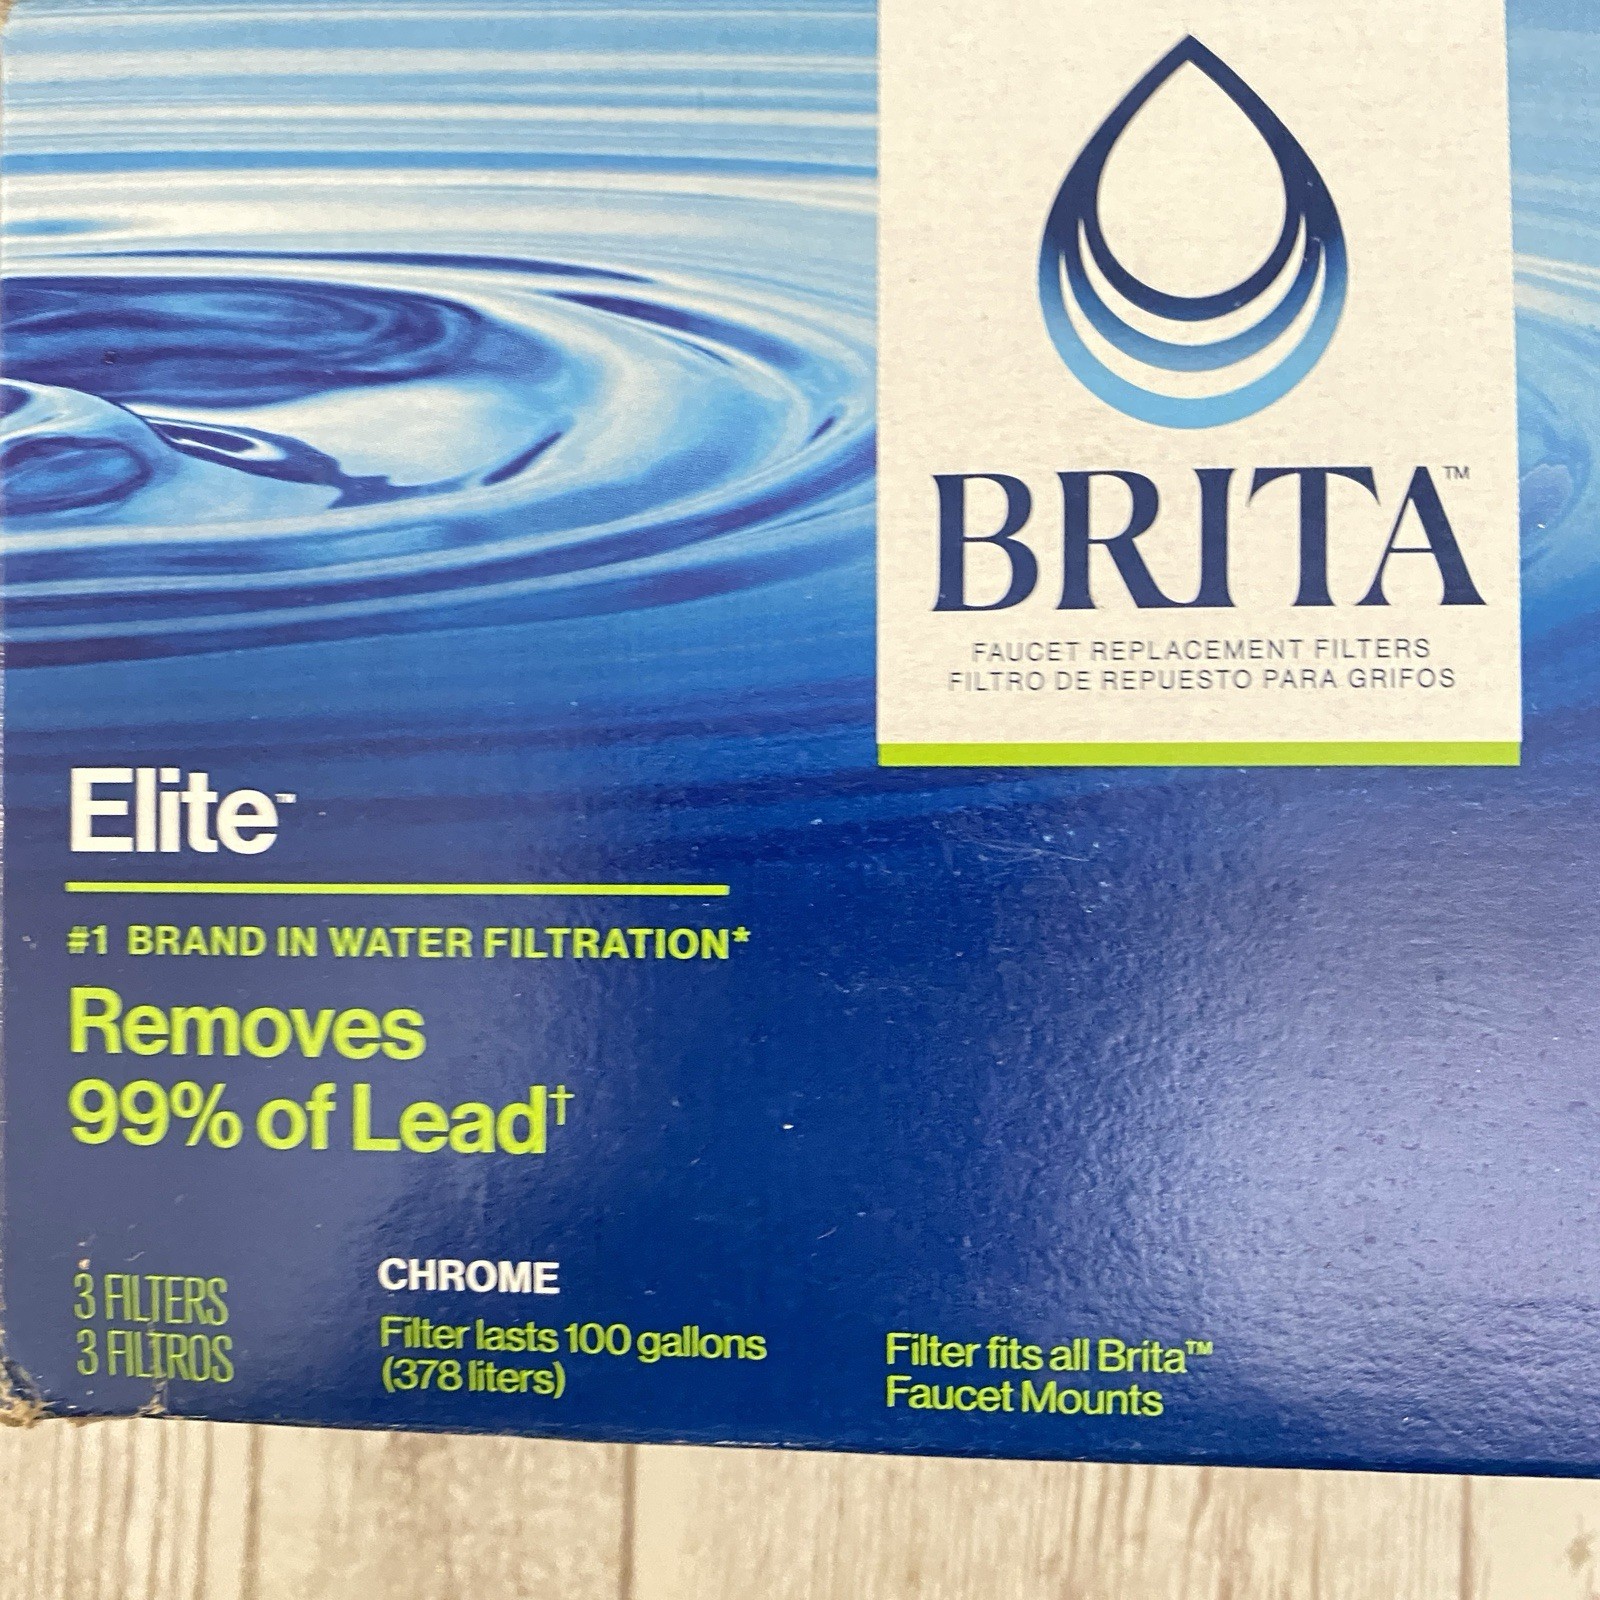 BRITA™
FAUCET REPLACEMENT FILTERS
FILTRO DE REPUESTO PARA GRIFOS
Elite™
#1 BRAND IN WATER FILTRATION*
Removes
99% of Lead†
3 FILTERS
3 FILTROS
CHROME
Filter lasts 100 gallons
(378 liters)
Filter fits all Brita™
Faucet Mounts